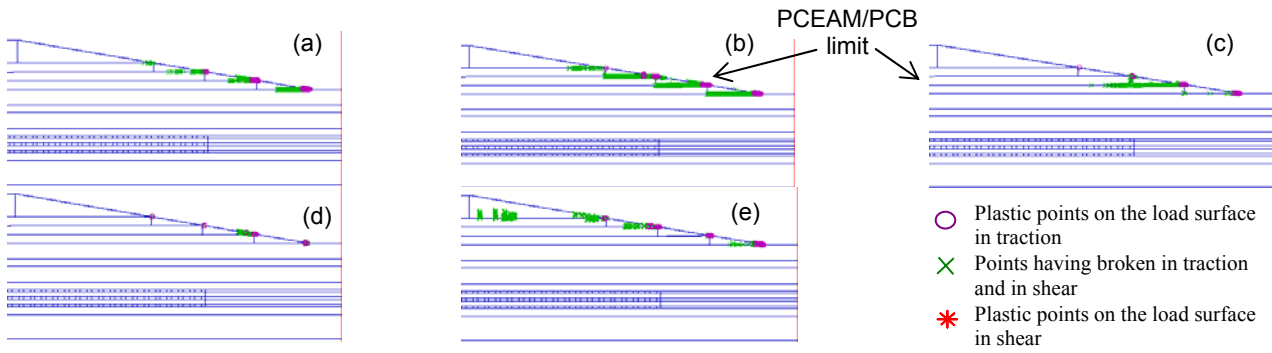 (a)
PCEAM/PCB
limit
(b)
(c)
(d)
(e)
Plastic points on the load surface
in traction
Points having broken in traction
and in shear
Plastic points on the load surface
in shear